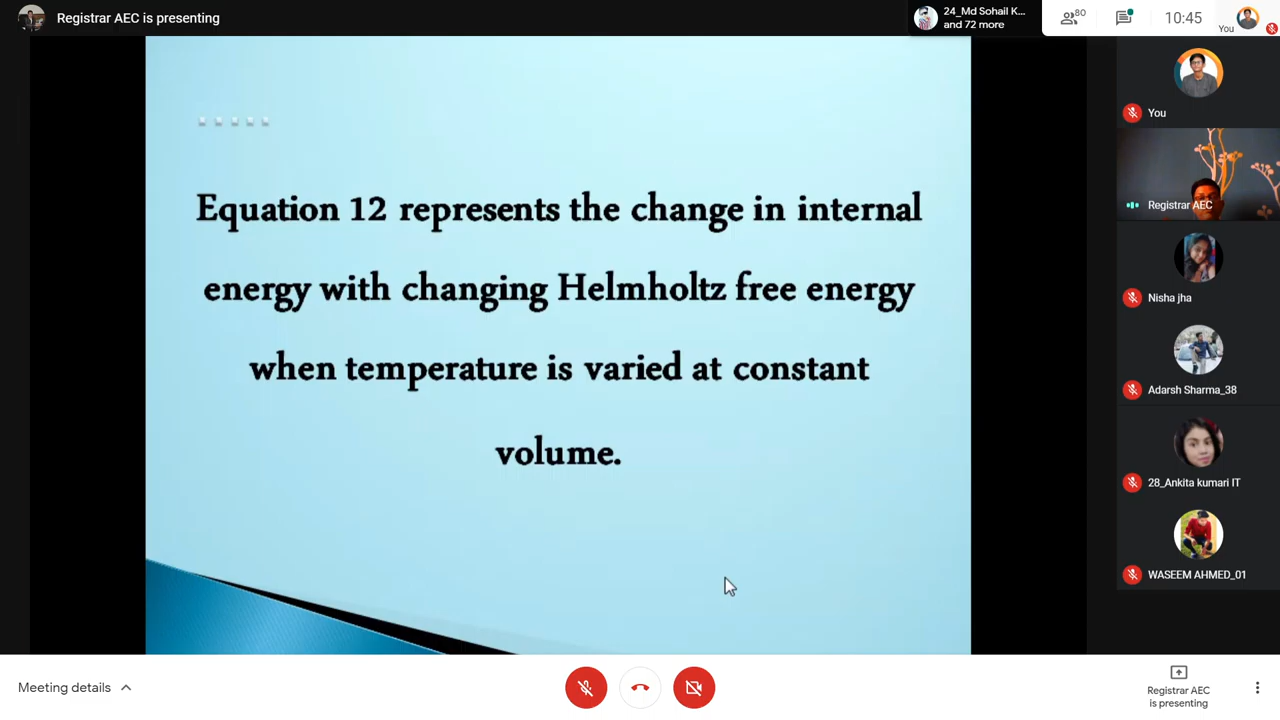 Registrar AEC is presenting
24_Md Sohail K...
and 72 more
80
10:45
You
.....
Equation 12 represents the change in internal
energy with changing Helmholtz free energy
when temperature is varied at constant
volume.
You
Registrar AEC
Nisha jha
Adarsh Sharma_38
28_Ankita kumari IT
WASEEM AHMED_01
Meeting details
Registrar AEC
is presenting